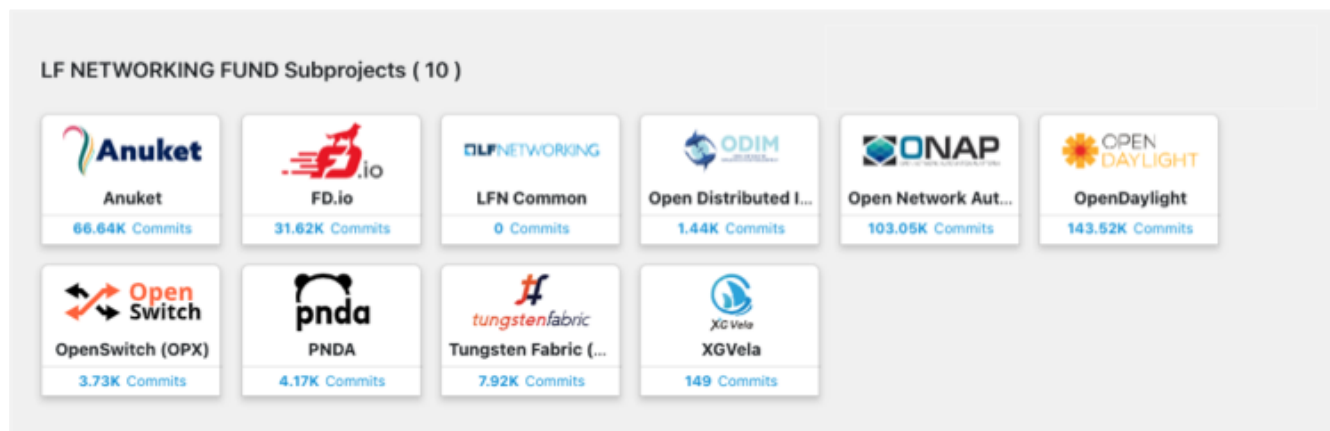 LF NETWORKING FUND Subprojects ( 10 )
Anuket
FD.io
LFNETWORKING
ODIM
ONAP
OPEN
DAYLIGHT
Anuket
FD.io
LFN Common
Open Distributed I...
Open Network Aut...
OpenDaylight
66.64K Commits
31.62K Commits
0 Commits
1.44K Commits
103.05K Commits
143.52K Commits
Open
Switch
pnda
tungstenfabric
XG Vela
OpenSwitch (OPX)
PNDA
Tungsten Fabric (...
XGVela
3.73K Commits
4.17K Commits
7.92K Commits
149 Commits